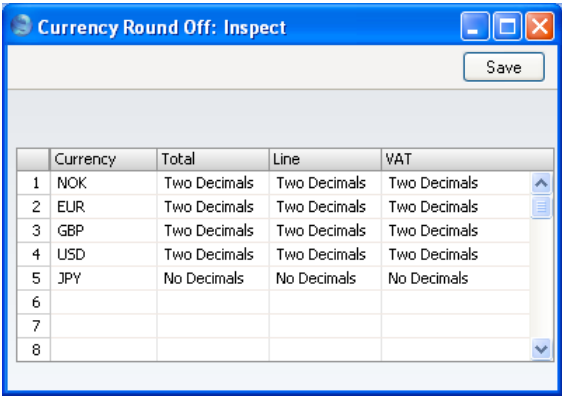 Currency Round Off: Inspect
Save
Currency Total Line VAT
1 NOK Two Decimals Two Decimals Two Decimals
2 EUR Two Decimals Two Decimals Two Decimals
3 GBP Two Decimals Two Decimals Two Decimals
4 USD Two Decimals Two Decimals Two Decimals
5 JPY No Decimals No Decimals No Decimals
6
7
8